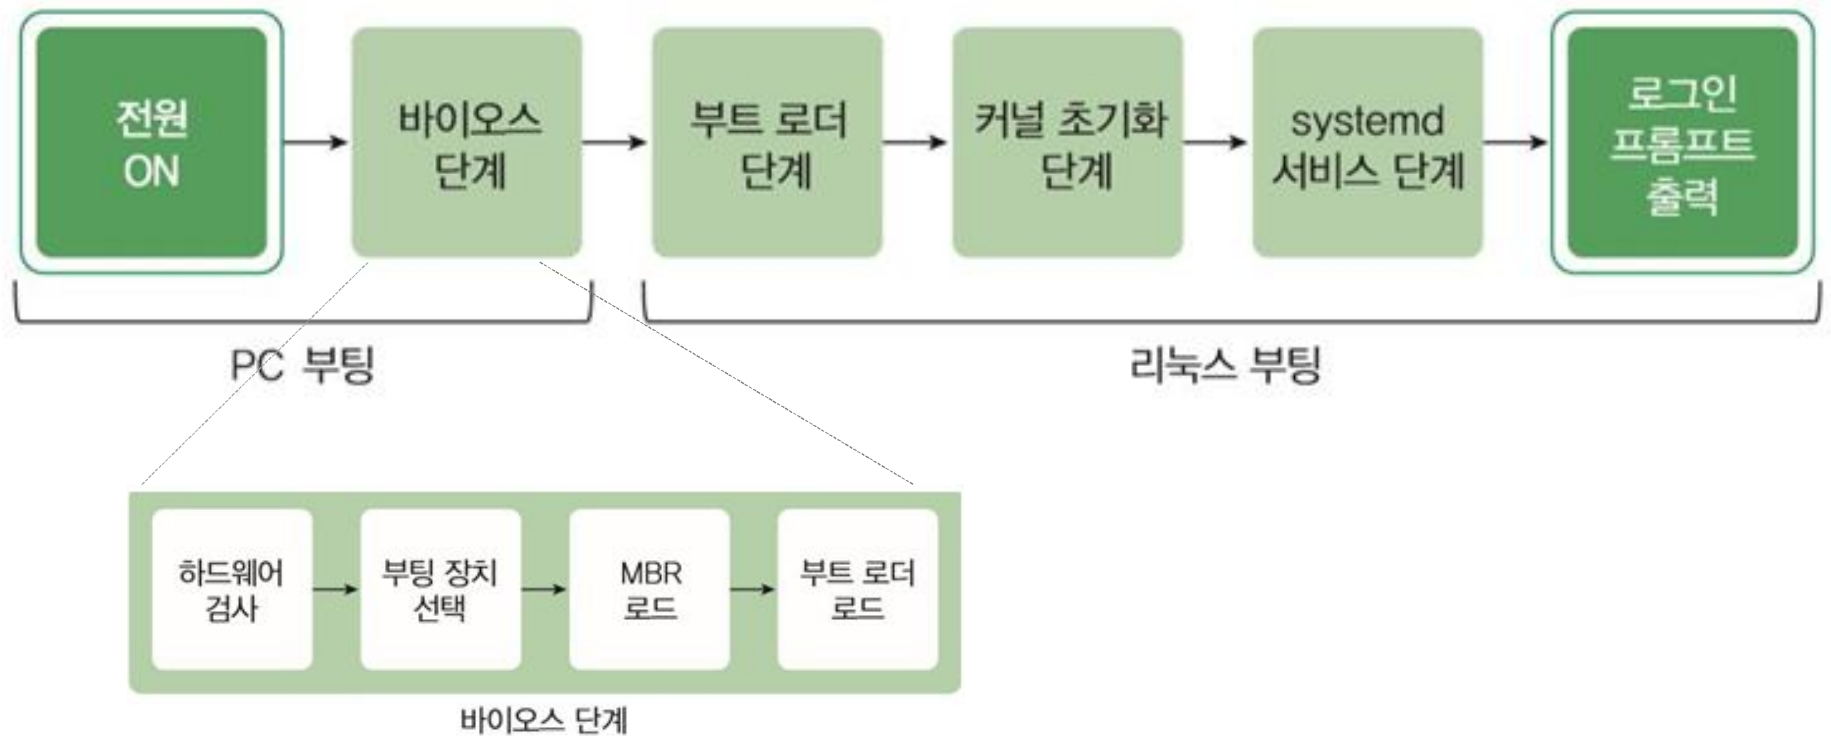 전원
ON
바이오스
단계
부트 로더
단계
커널 초기화
단계
systemd
서비스 단계
로그인
프롬프트
출력
PC 부팅
리눅스 부팅
하드웨어
검사
부팅 장치
선택
MBR
로드
부트 로더
로드
바이오스 단계